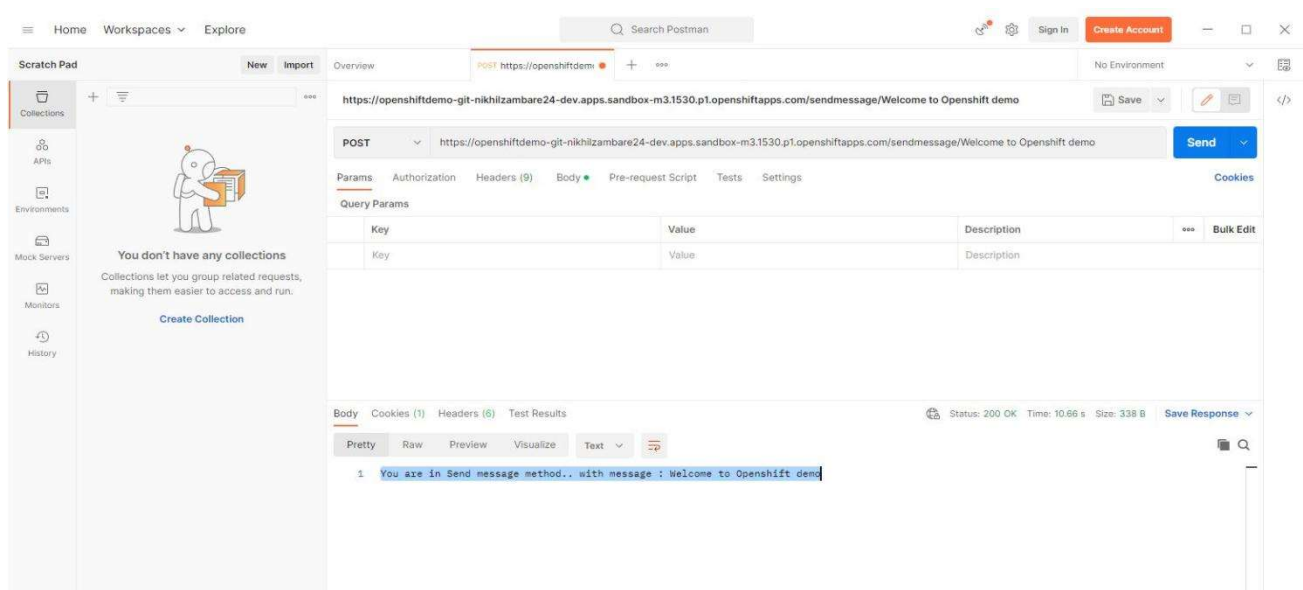 Home Workspaces Explore
Search Postman
Sign In Create Account
Scratch Pad New Import
Overview POST https://openshiftdem
No Environment
Collections
APIs
Environments
Mock Servers
Monitors
History
You don't have any collections
Collections let you group related requests,
making them easier to access and run.
Create Collection
https://openshiftdemo-git-nikhilzambare24-dev.apps.sandbox-m3.1530.p1.openshiftapps.com/sendmessage/Welcome to Openshift demo
Save
POST https://openshiftdemo-git-nikhilzambare24-dev.apps.sandbox-m3.1530.p1.openshiftapps.com/sendmessage/Welcome to Openshift demo Send
Params Authorization Headers (9) Body Pre-request Script Tests Settings Cookies
Query Params
Key Value Description Bulk Edit
Key Value Description
Body Cookies (1) Headers (6) Test Results Status: 200 OK Time: 10.66 s Size: 338 B Save Response
Pretty Raw Preview Visualize Text
1 You are in Send message method.. with message : Welcome to Openshift demo